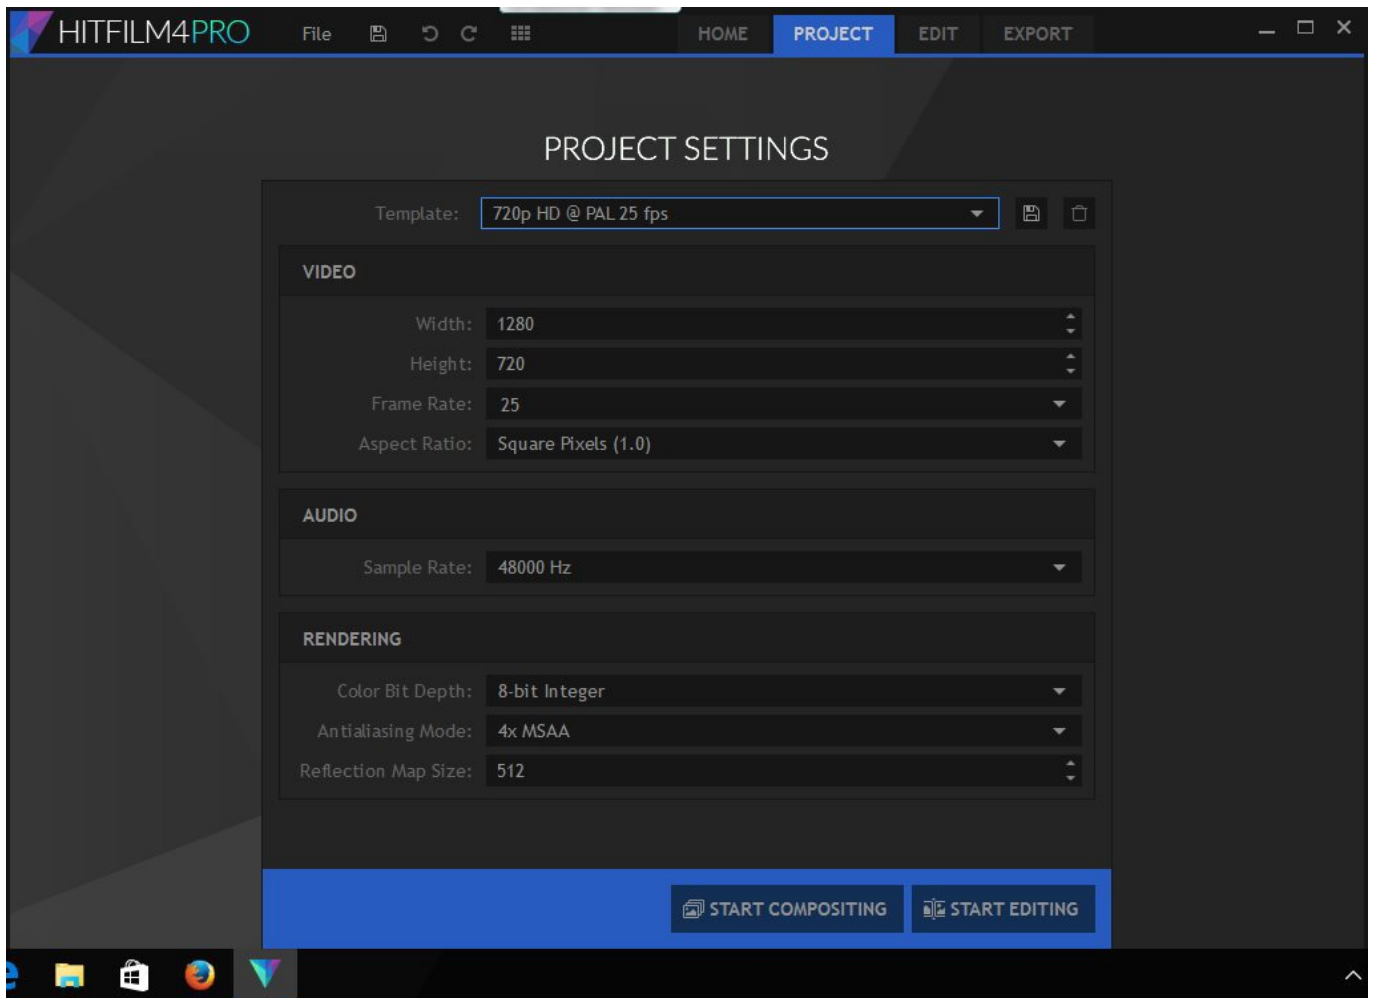 HITFILM4PRO File HOME PROJECT EDIT EXPORT
PROJECT SETTINGS
Template: 720p HD @ PAL 25 fps
VIDEO
Width: 1280
Height: 720
Frame Rate: 25
Aspect Ratio: Square Pixels (1.0)
AUDIO
Sample Rate: 48000 Hz
RENDERING
Color Bit Depth: 8-bit Integer
Antialiasing Mode: 4x MSAA
Reflection Map Size: 512
START COMPOSITING START EDITING